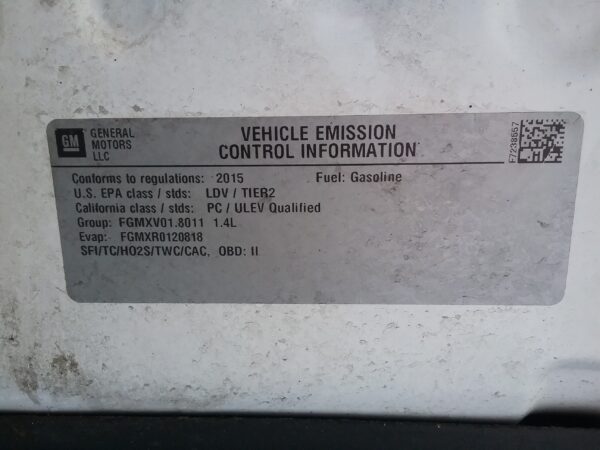 GM
GENERAL
MOTORS
LLC
VEHICLE EMISSION
CONTROL INFORMATION
F7238657
Conforms to regulations: 2015 Fuel: Gasoline
U.S. EPA class / stds: LDV / TIER2
California class / stds: PC / ULEV Qualified
Group: FGMXV01.8011 1.4L
Evap: FGMXR0120818
SFI/TC/HO2S/TWC/CAC, OBD: II